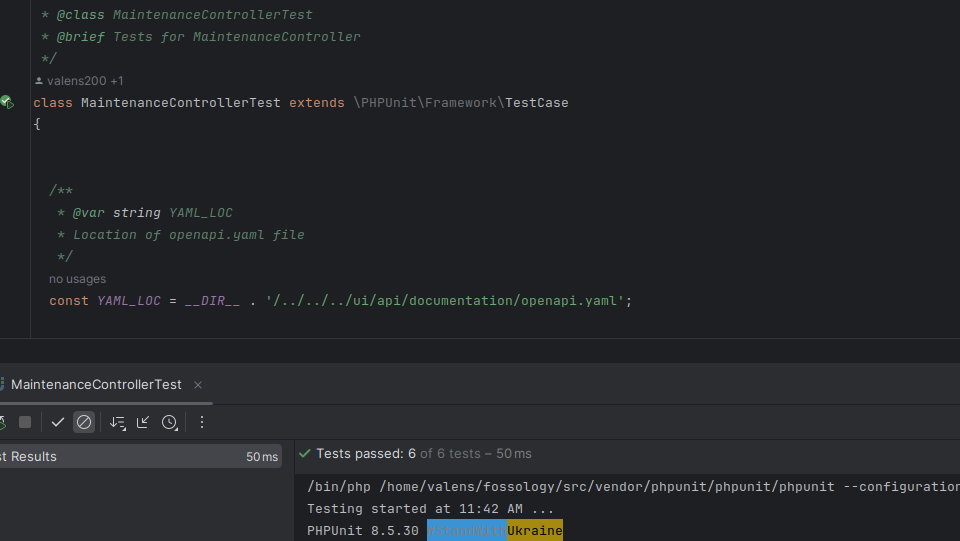 * @class MaintenanceControllerTest
* @brief Tests for MaintenanceController
*/
valens200 +1
class MaintenanceControllerTest extends \PHPUnit\Framework\TestCase
{
/**
* @var string YAML_LOC
* Location of openapi.yaml file
*/
no usages
const YAML_LOC = __DIR__ . '/../../../ui/api/documentation/openapi.yaml';
MaintenanceControllerTest ×
st Results 50 ms
Tests passed: 6 of 6 tests – 50 ms
/bin/php /home/valens/fossology/src/vendor/phpunit/phpunit/phpunit --configuration
Testing started at 11:42 AM ...
PHPUnit 8.5.30 #StandWithUkraine